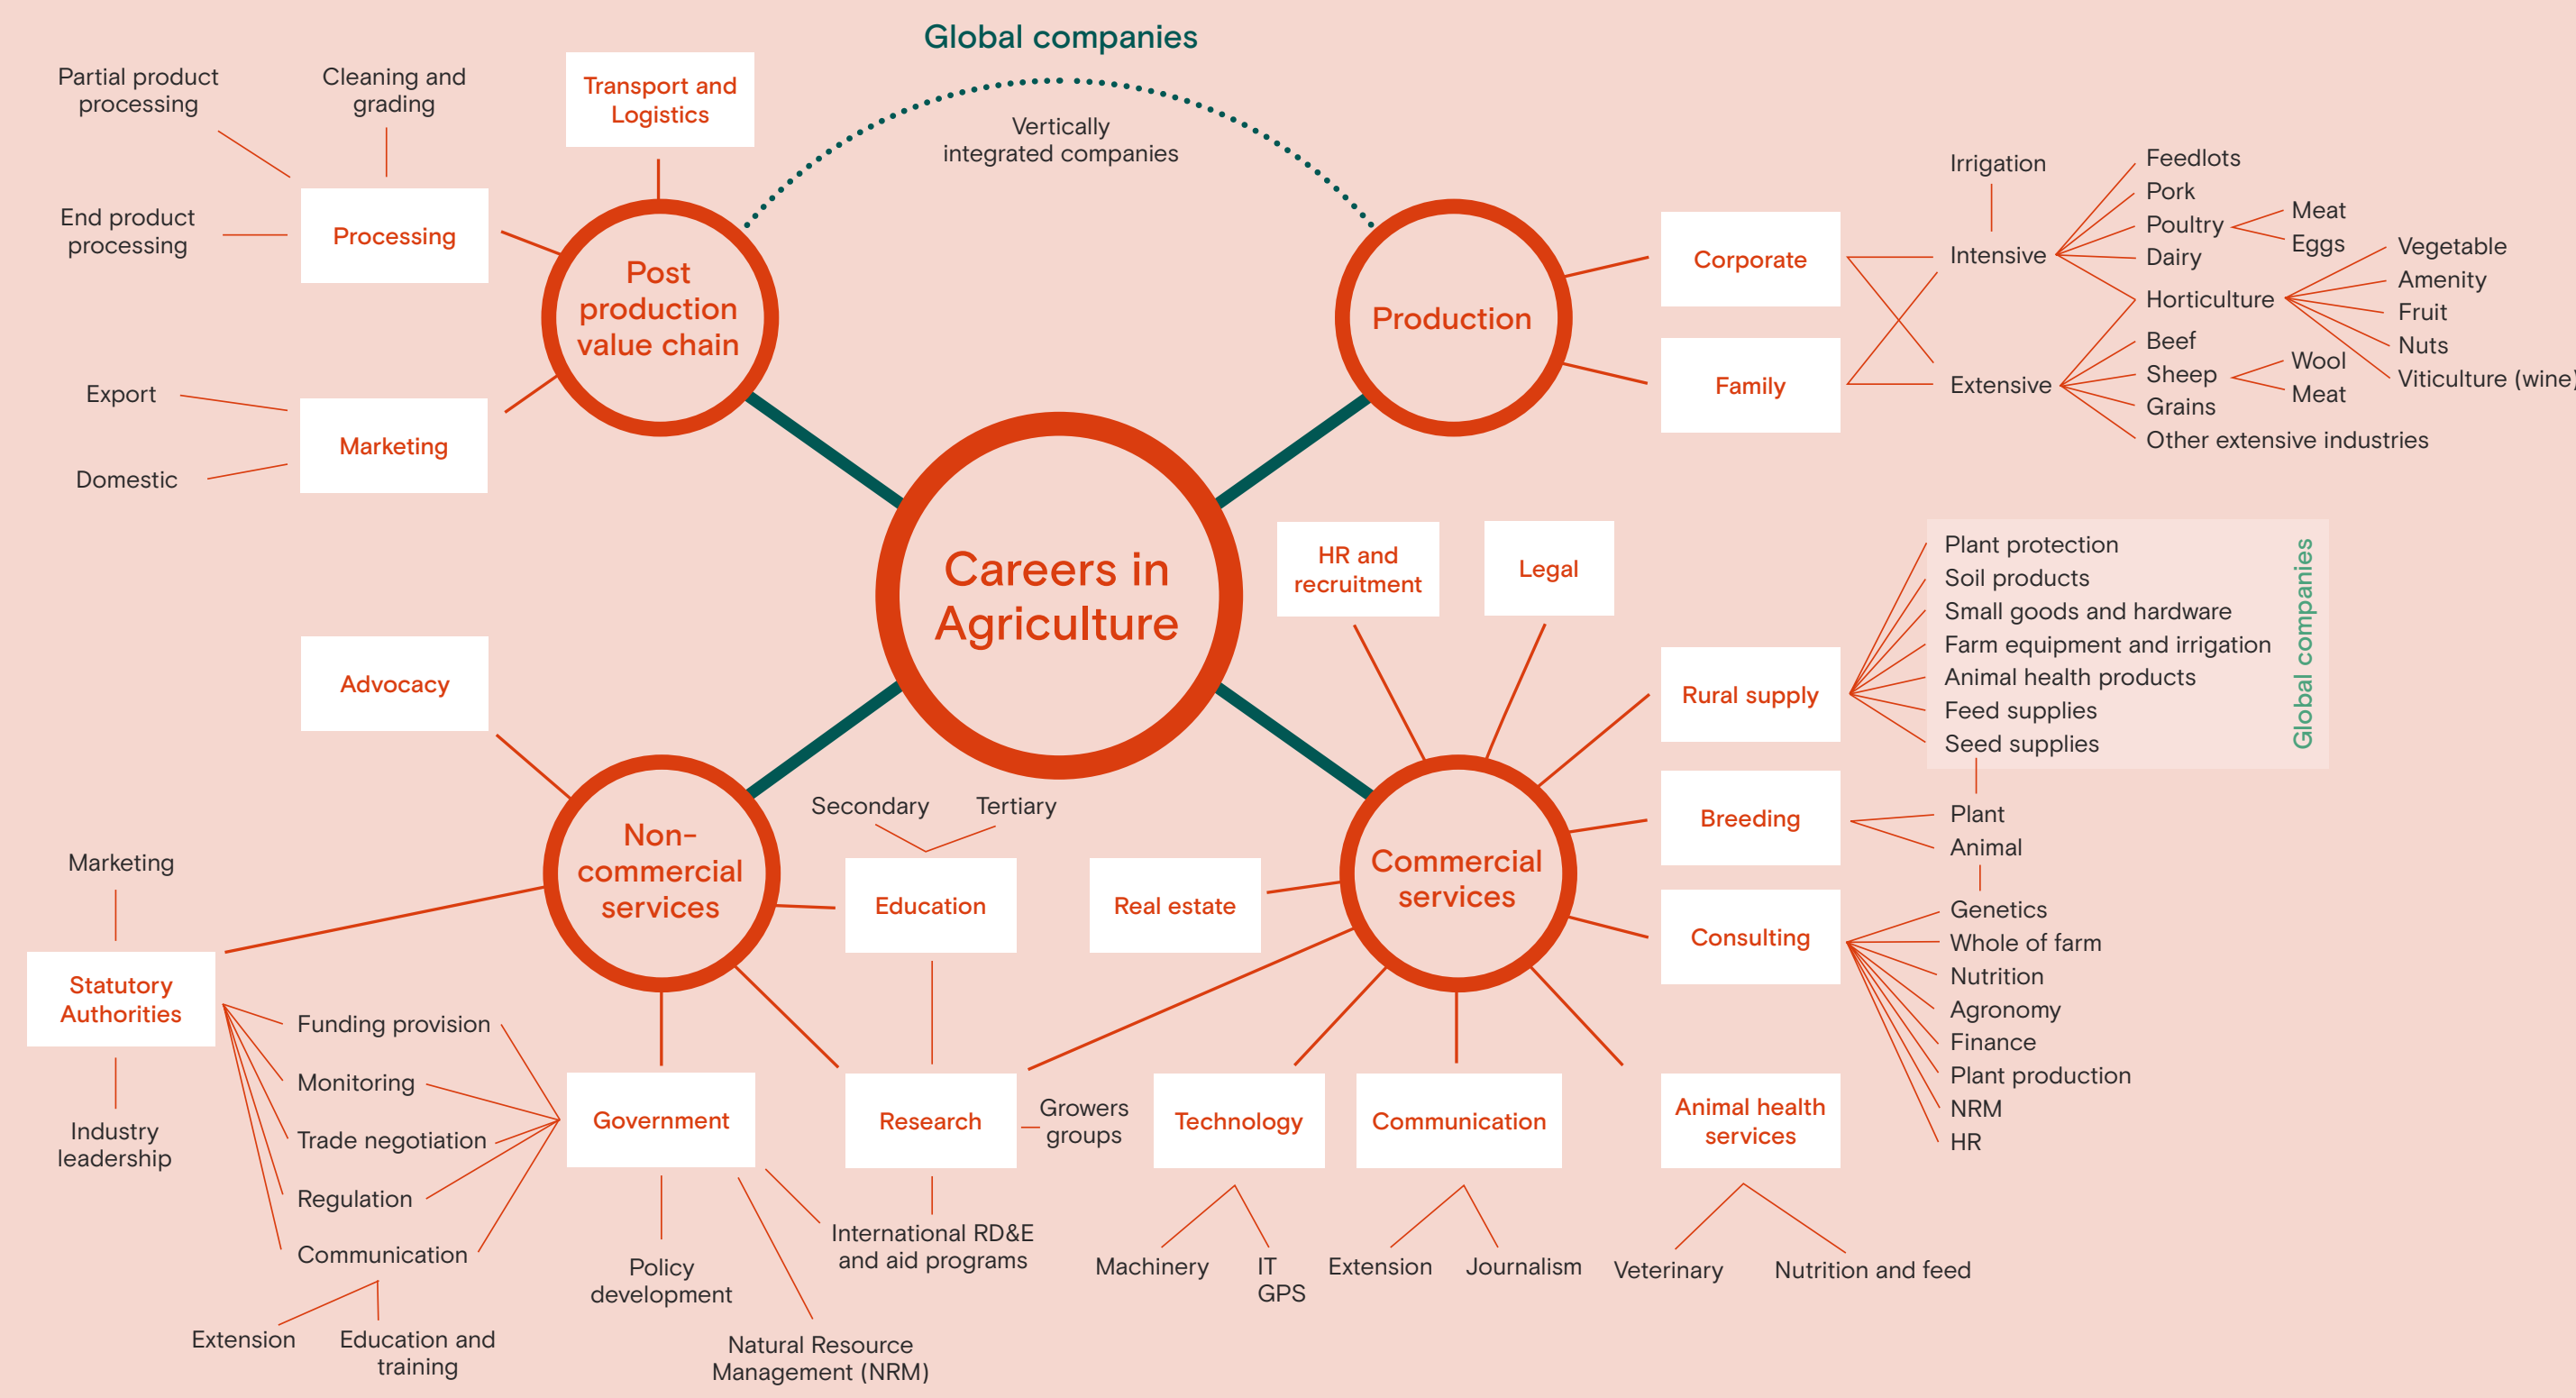 Global companies
Vertically
integrated companies
Careers in
Agriculture
Post
production
value chain
Transport and
Logistics
Processing
Partial product
processing
Cleaning and
grading
End product
processing
Marketing
Export
Domestic
Production
Corporate
Family
Irrigation
Intensive
Extensive
Feedlots
Pork
Poultry
Meat
Eggs
Dairy
Horticulture
Vegetable
Amenity
Fruit
Nuts
Viticulture (wine)
Beef
Sheep
Wool
Meat
Grains
Other extensive industries
Non-
commercial
services
Advocacy
Statutory
Authorities
Marketing
Industry
leadership
Funding provision
Monitoring
Trade negotiation
Regulation
Communication
Extension
Education and
training
Government
Policy
development
Natural Resource
Management (NRM)
International RD&E
and aid programs
Education
Secondary
Tertiary
Research
Growers
groups
Commercial
services
HR and
recruitment
Legal
Real estate
Rural supply
Plant protection
Soil products
Small goods and hardware
Farm equipment and irrigation
Animal health products
Feed supplies
Seed supplies
Global companies
Breeding
Plant
Animal
Consulting
Genetics
Whole of farm
Nutrition
Agronomy
Finance
Plant production
NRM
HR
Technology
Machinery
IT
GPS
Communication
Extension
Journalism
Animal health
services
Veterinary
Nutrition and feed